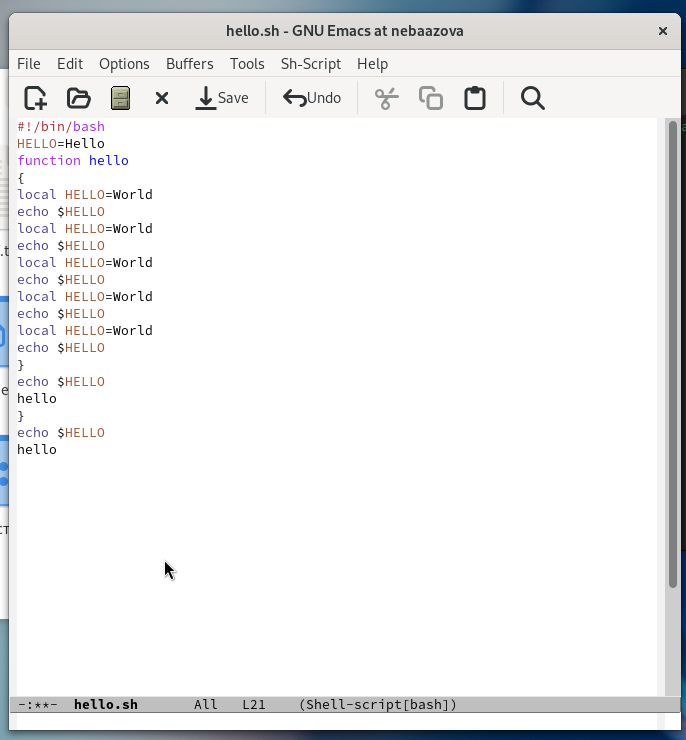 hello.sh - GNU Emacs at nebaazova
File Edit Options Buffers Tools Sh-Script Help
Save Undo
#!/bin/bash
HELLO=Hello
function hello
{
local HELLO=World
echo $HELLO
local HELLO=World
echo $HELLO
local HELLO=World
echo $HELLO
local HELLO=World
echo $HELLO
local HELLO=World
echo $HELLO
}
echo $HELLO
hello
}
echo $HELLO
hello
-:**- hello.sh All L21 (Shell-script[bash])